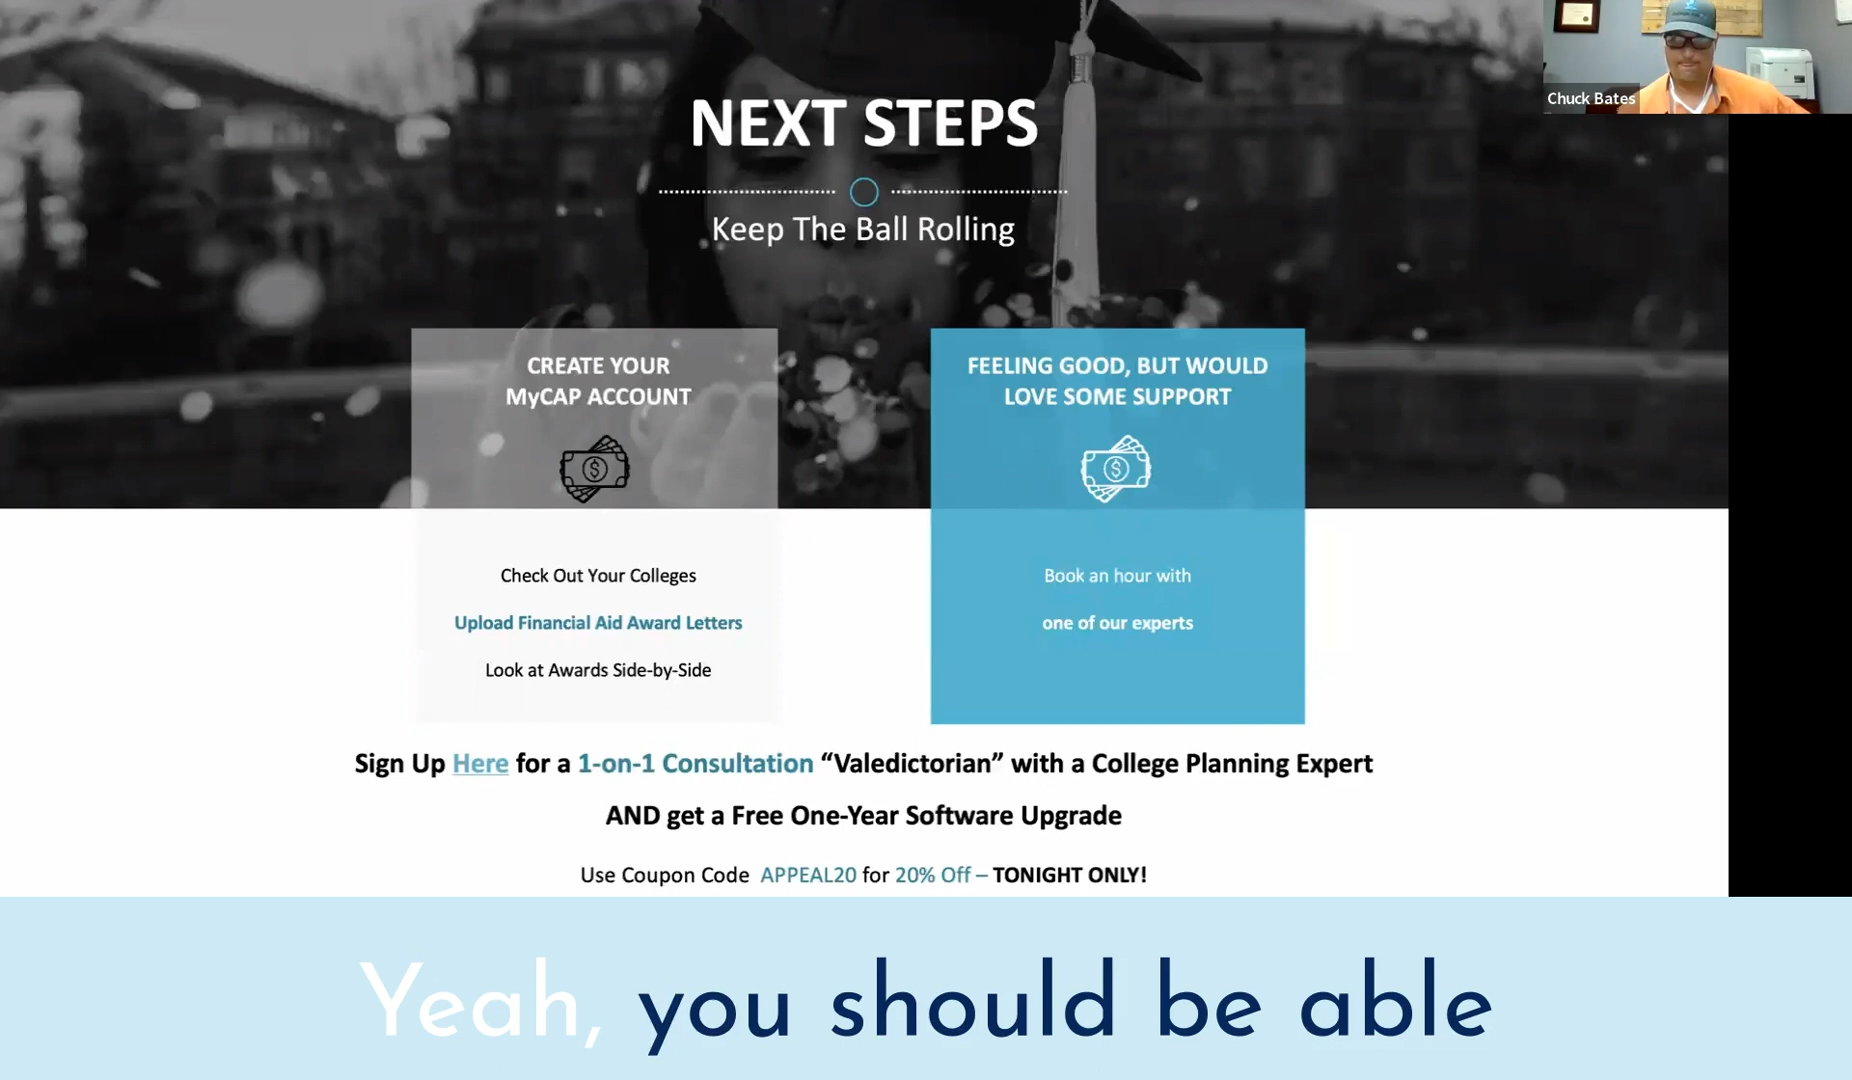 NEXT STEPS
Keep The Ball Rolling
Chuck Bates
CREATE YOUR
MyCAP ACCOUNT
Check Out Your Colleges
Upload Financial Aid Award Letters
Look at Awards Side-by-Side
FEELING GOOD, BUT WOULD
LOVE SOME SUPPORT
Book an hour with
one of our experts
Sign Up Here for a 1-on-1 Consultation “Valedictorian” with a College Planning Expert
AND get a Free One-Year Software Upgrade
Use Coupon Code APPEAL20 for 20% Off – TONIGHT ONLY!
Yeah, you should be able